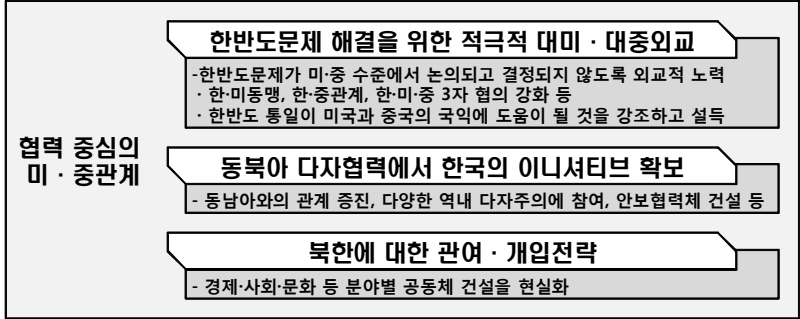 한반도문제 해결을 위한 적극적 대미 · 대중외교
-한반도문제가 미·중 수준에서 논의되고 결정되지 않도록 외교적 노력
· 한·미동맹, 한·중관계, 한·미·중 3자 협의 강화 등
· 한반도 통일이 미국과 중국의 국익에 도움이 될 것을 강조하고 설득
협력 중심의
미 · 중관계
동북아 다자협력에서 한국의 이니셔티브 확보
- 동남아와의 관계 증진, 다양한 역내 다자주의에 참여, 안보협력체 건설 등
북한에 대한 관여 · 개입전략
- 경제·사회·문화 등 분야별 공동체 건설을 현실화